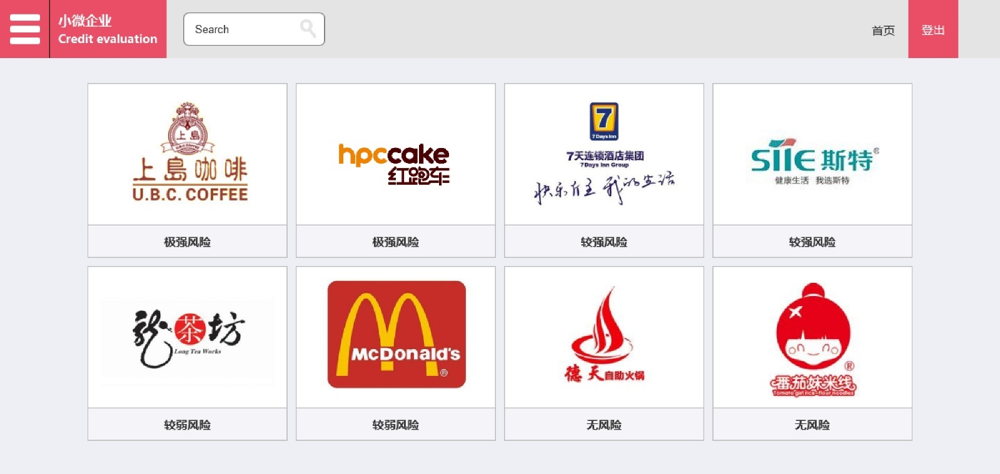 小微企业
Credit evaluation
Search
首页
登出
上島
U.B.C COFFEE
上島咖啡
U.B.C. COFFEE
极强风险
hpccake
红跑车
极强风险
7
7 Days Inn
7天连锁酒店集团
7Days Inn Group
快乐自主 我的生活
较强风险
SIIE 斯特®
健康生活 我选斯特
较强风险
龍茶坊
Long Tea Works
较弱风险
McDonald's
®
较弱风险
德天自助火锅
无风险
®
番茄妹米线
Tomato girl rice-flour noodles
无风险